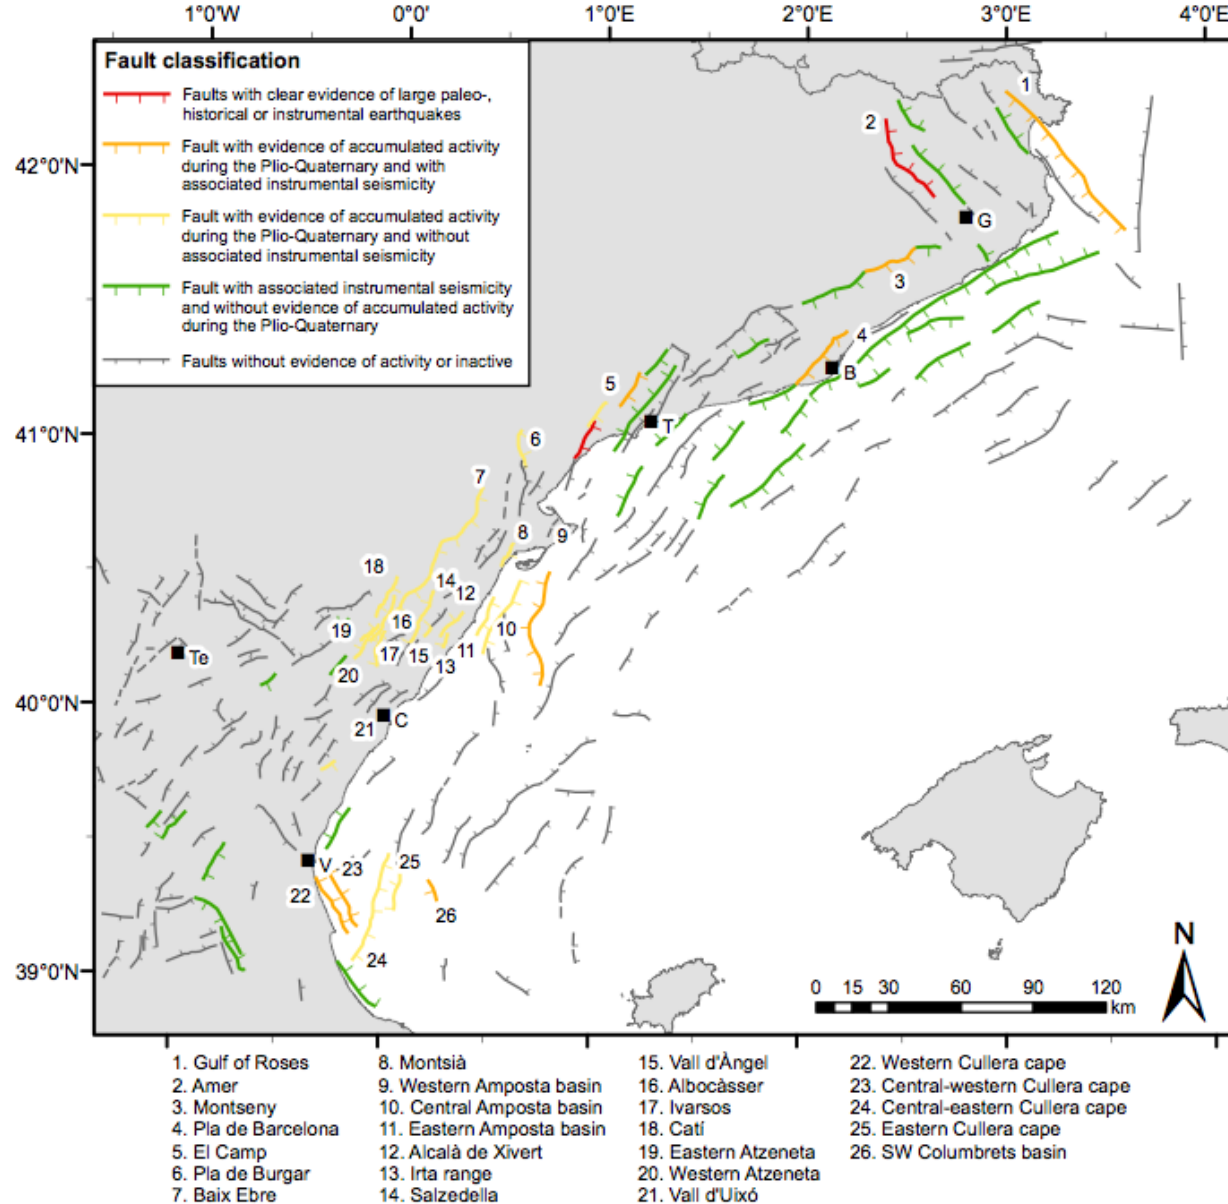 1°0'W 0°0' 1°0'E 2°0'E 3°0'E 4°0'E
Fault classification
Faults with clear evidence of large paleo-,
historical or instrumental earthquakes
Fault with evidence of accumulated activity
during the Plio-Quaternary and with
associated instrumental seismicity
Fault with evidence of accumulated activity
during the Plio-Quaternary and without
associated instrumental seismicity
Fault with associated instrumental seismicity
and without evidence of accumulated activity
during the Plio-Quaternary
Faults without evidence of activity or inactive
42°0'N
41°0'N
40°0'N
39°0'N
1
2
G
3
4
B
5
T
6
7
8
9
18
14
12
16
10
19
17
15
11
13
Te
20
21
C
V
23
25
22
26
24
N
0 15 30 60 90 120
km
1. Gulf of Roses
2. Amer
3. Montseny
4. Pla de Barcelona
5. El Camp
6. Pla de Burgar
7. Baix Ebre
8. Montsià
9. Western Amposta basin
10. Central Amposta basin
11. Eastern Amposta basin
12. Alcalà de Xivert
13. Irta range
14. Salzedella
15. Vall d'Àngel
16. Albocàsser
17. Ivarsos
18. Catí
19. Eastern Atzeneta
20. Western Atzeneta
21. Vall d'Uixó
22. Western Cullera cape
23. Central-western Cullera cape
24. Central-eastern Cullera cape
25. Eastern Cullera cape
26. SW Columbrets basin